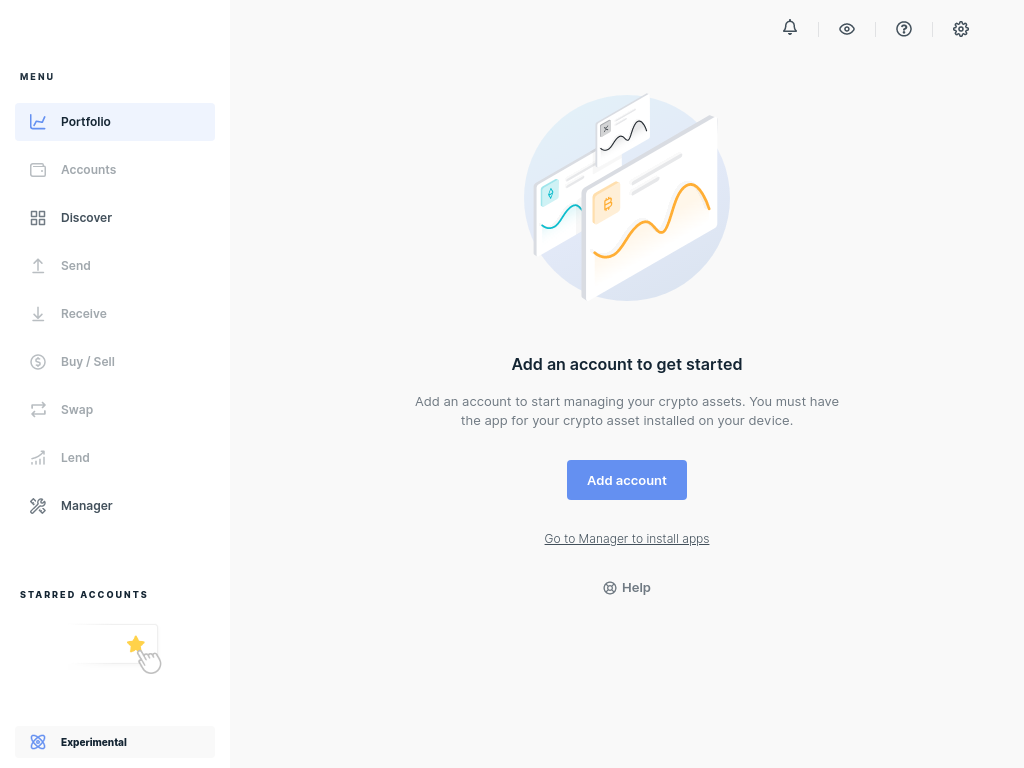 MENU
Portfolio
Accounts
Discover
Send
Receive
Buy / Sell
Swap
Lend
Manager
STARRED ACCOUNTS
Experimental
Add an account to get started
Add an account to start managing your crypto assets. You must have
the app for your crypto asset installed on your device.
Add account
Go to Manager to install apps
Help